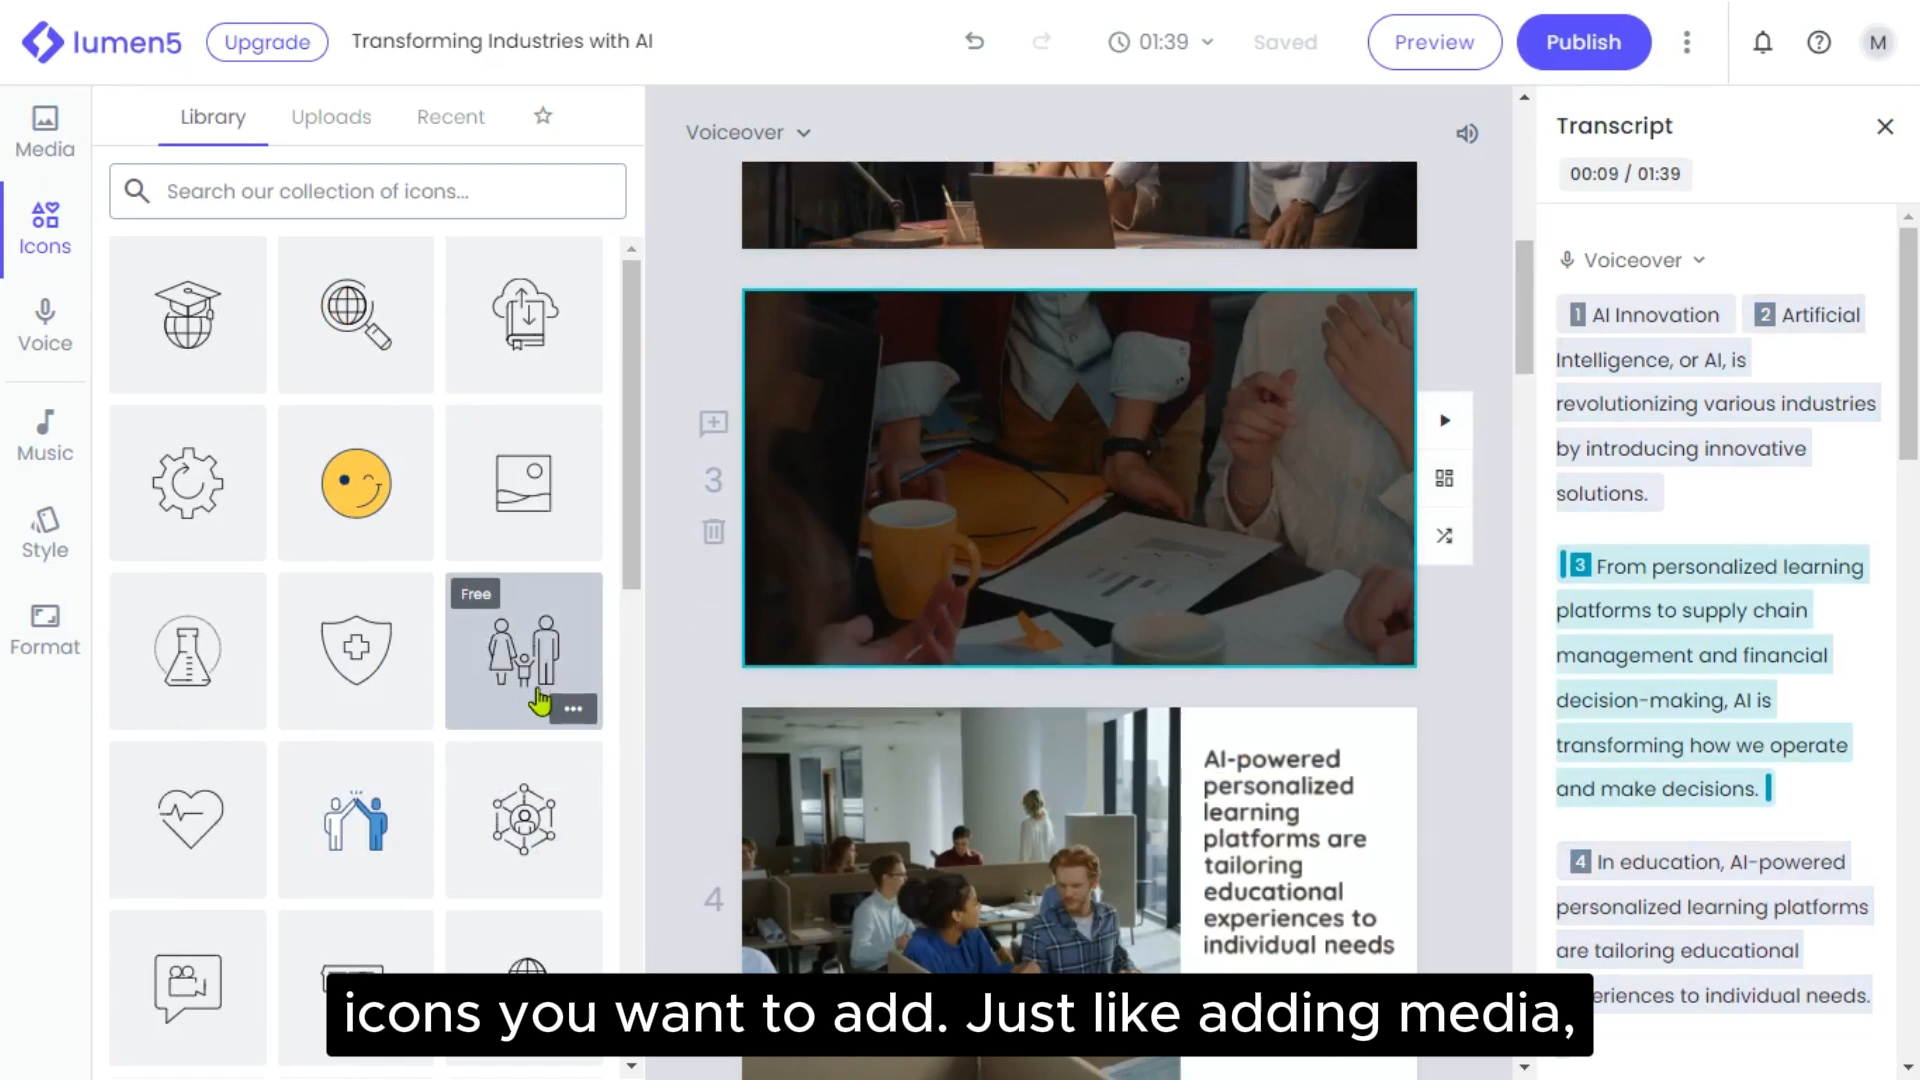 lumen5
Upgrade
Transforming Industries with AI
01:39
Saved
Preview
Publish
M
Media
Icons
Voice
Music
Style
Format
Library
Uploads
Recent
Search our collection of icons...
Free
Voiceover
3
4
AI-powered
personalized
learning
platforms are
tailoring
educational
experiences to
individual needs
Transcript
00:09 / 01:39
Voiceover
1 AI Innovation 2 Artificial
Intelligence, or AI, is
revolutionizing various industries
by introducing innovative
solutions.
3 From personalized learning
platforms to supply chain
management and financial
decision-making, AI is
transforming how we operate
and make decisions.
4 In education, AI-powered
personalized learning platforms
are tailoring educational
eriences to individual needs.
icons you want to add. Just like adding media,